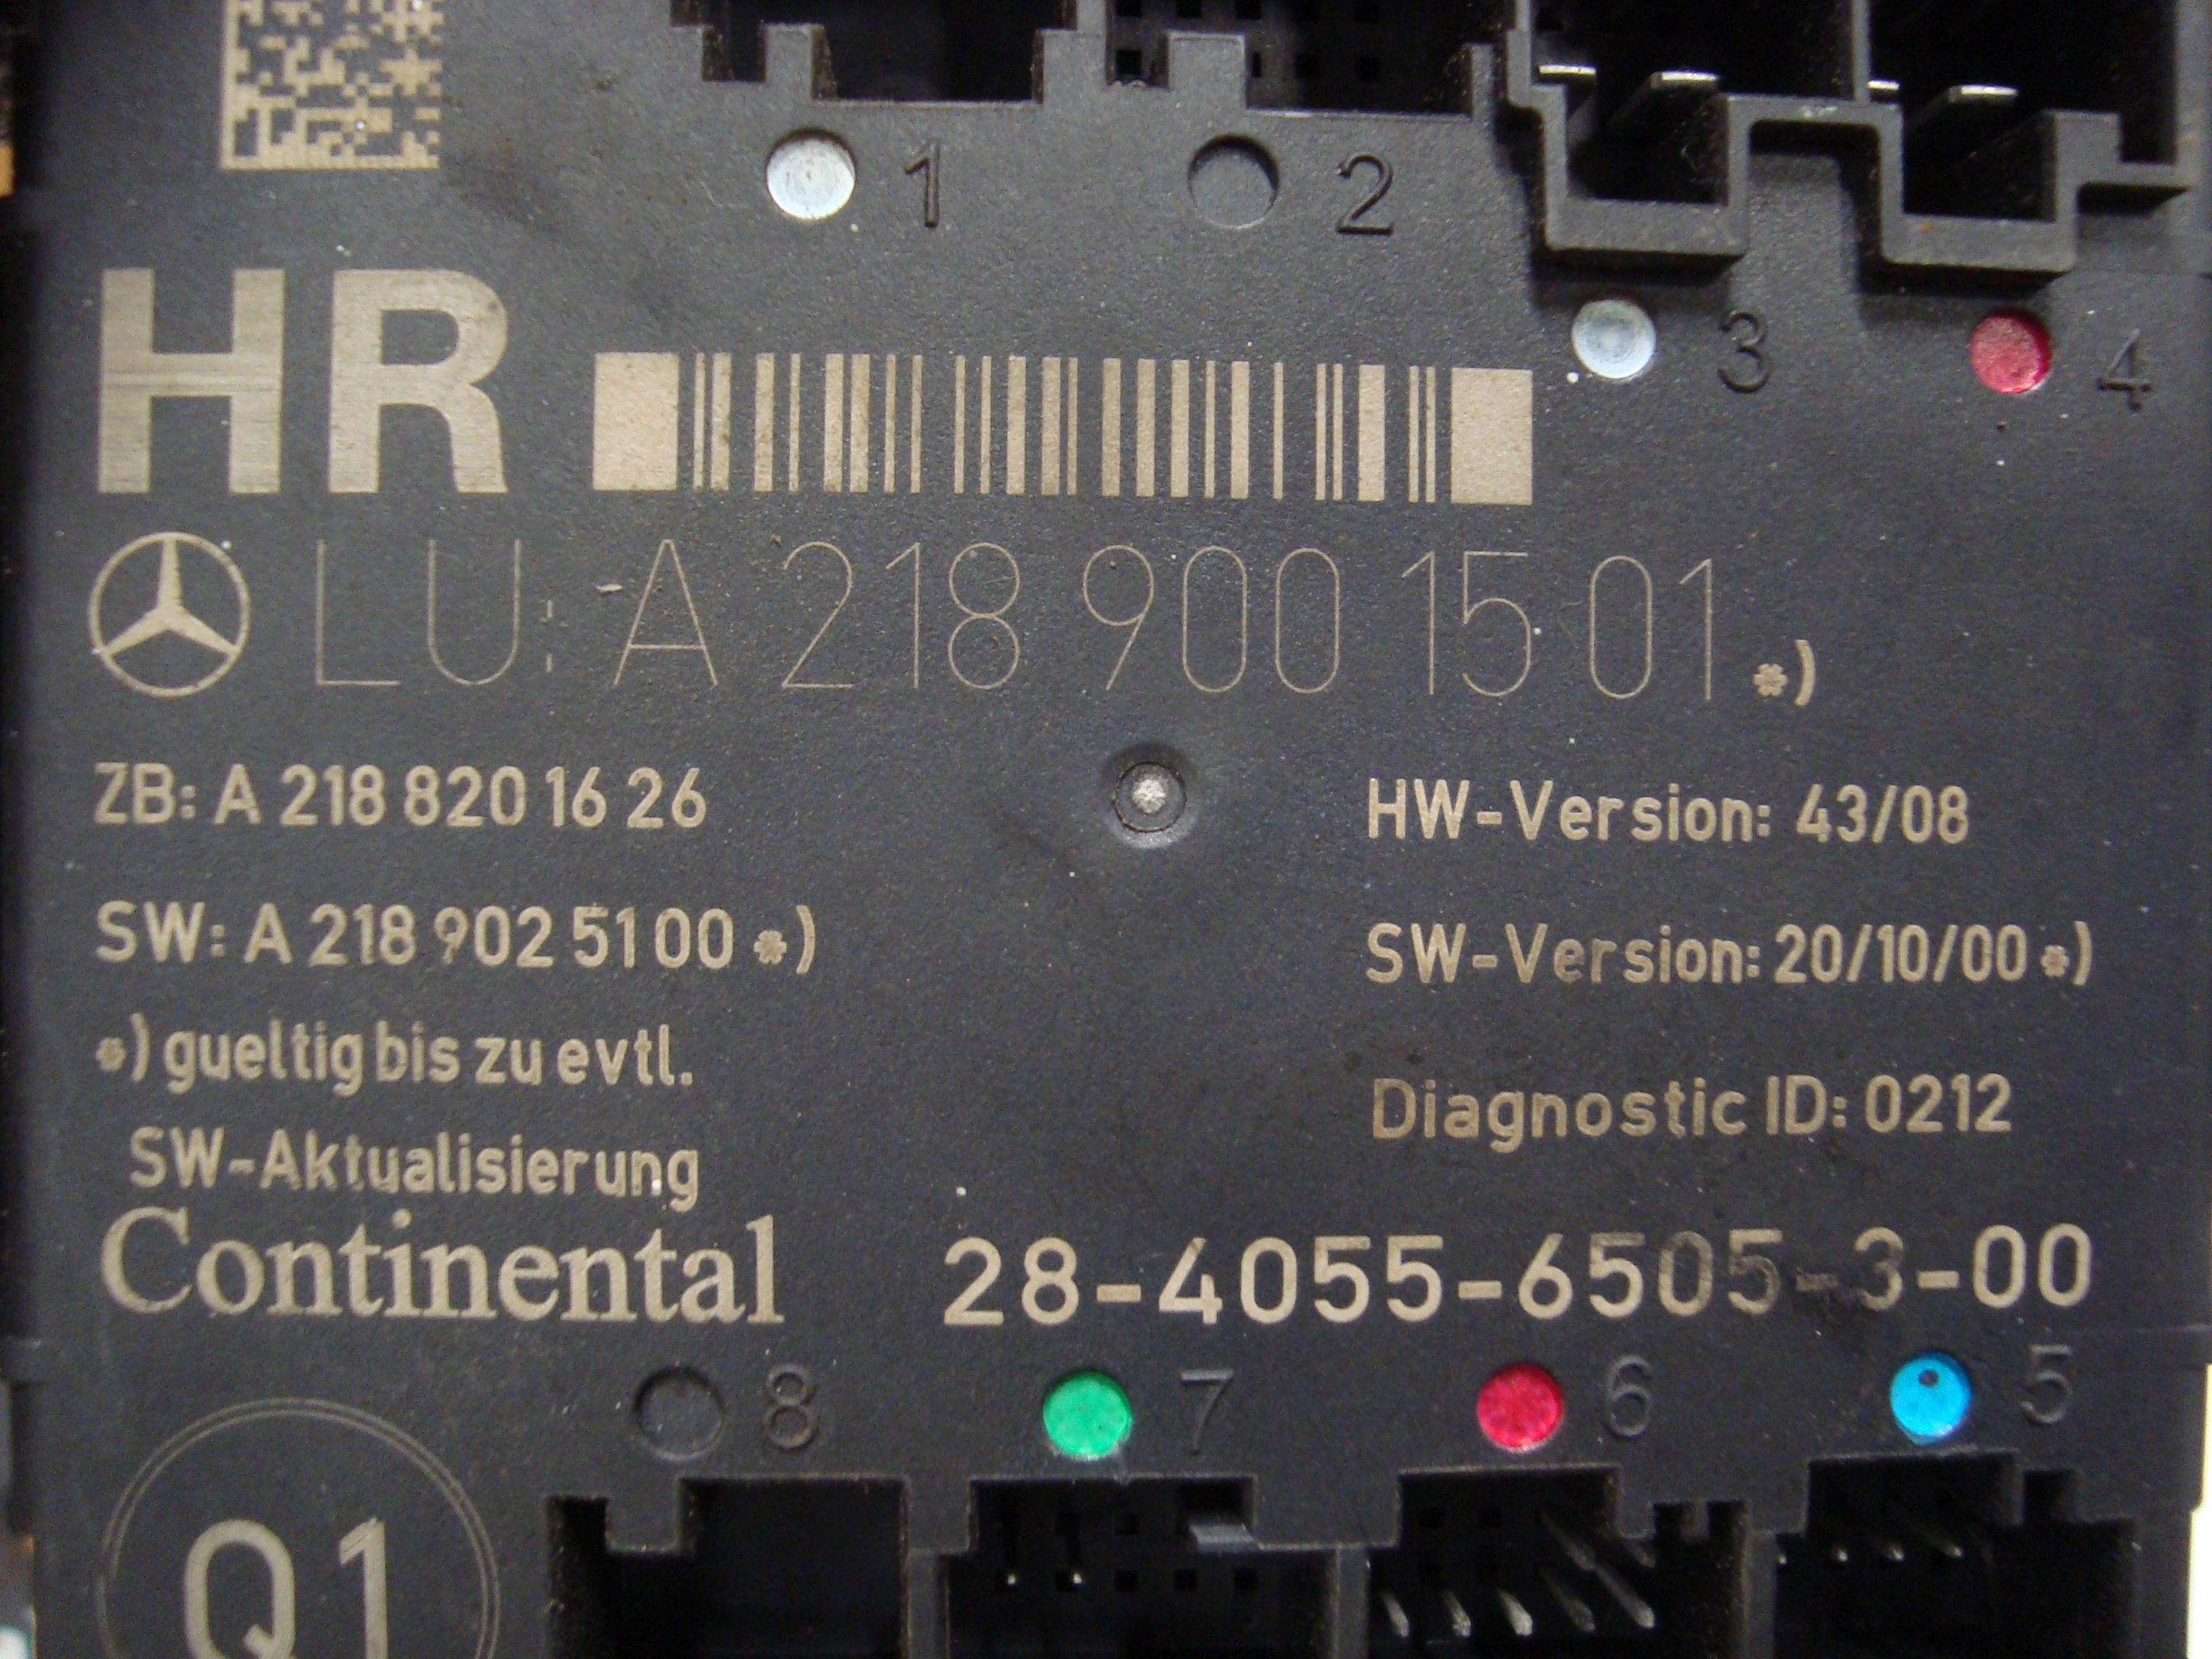 1
2
3
4
HR
LU: A 218 900 15 01 *)
ZB: A 218 820 16 26
HW-Version: 43/08
SW: A 218 902 51 00 *)
SW-Version: 20/10/00 *)
*) gueltig bis zu evtl.
SW-Aktualisierung
Diagnostic ID: 0212
Continental 28-4055-6505-3-00
8 7 6 5
Q1